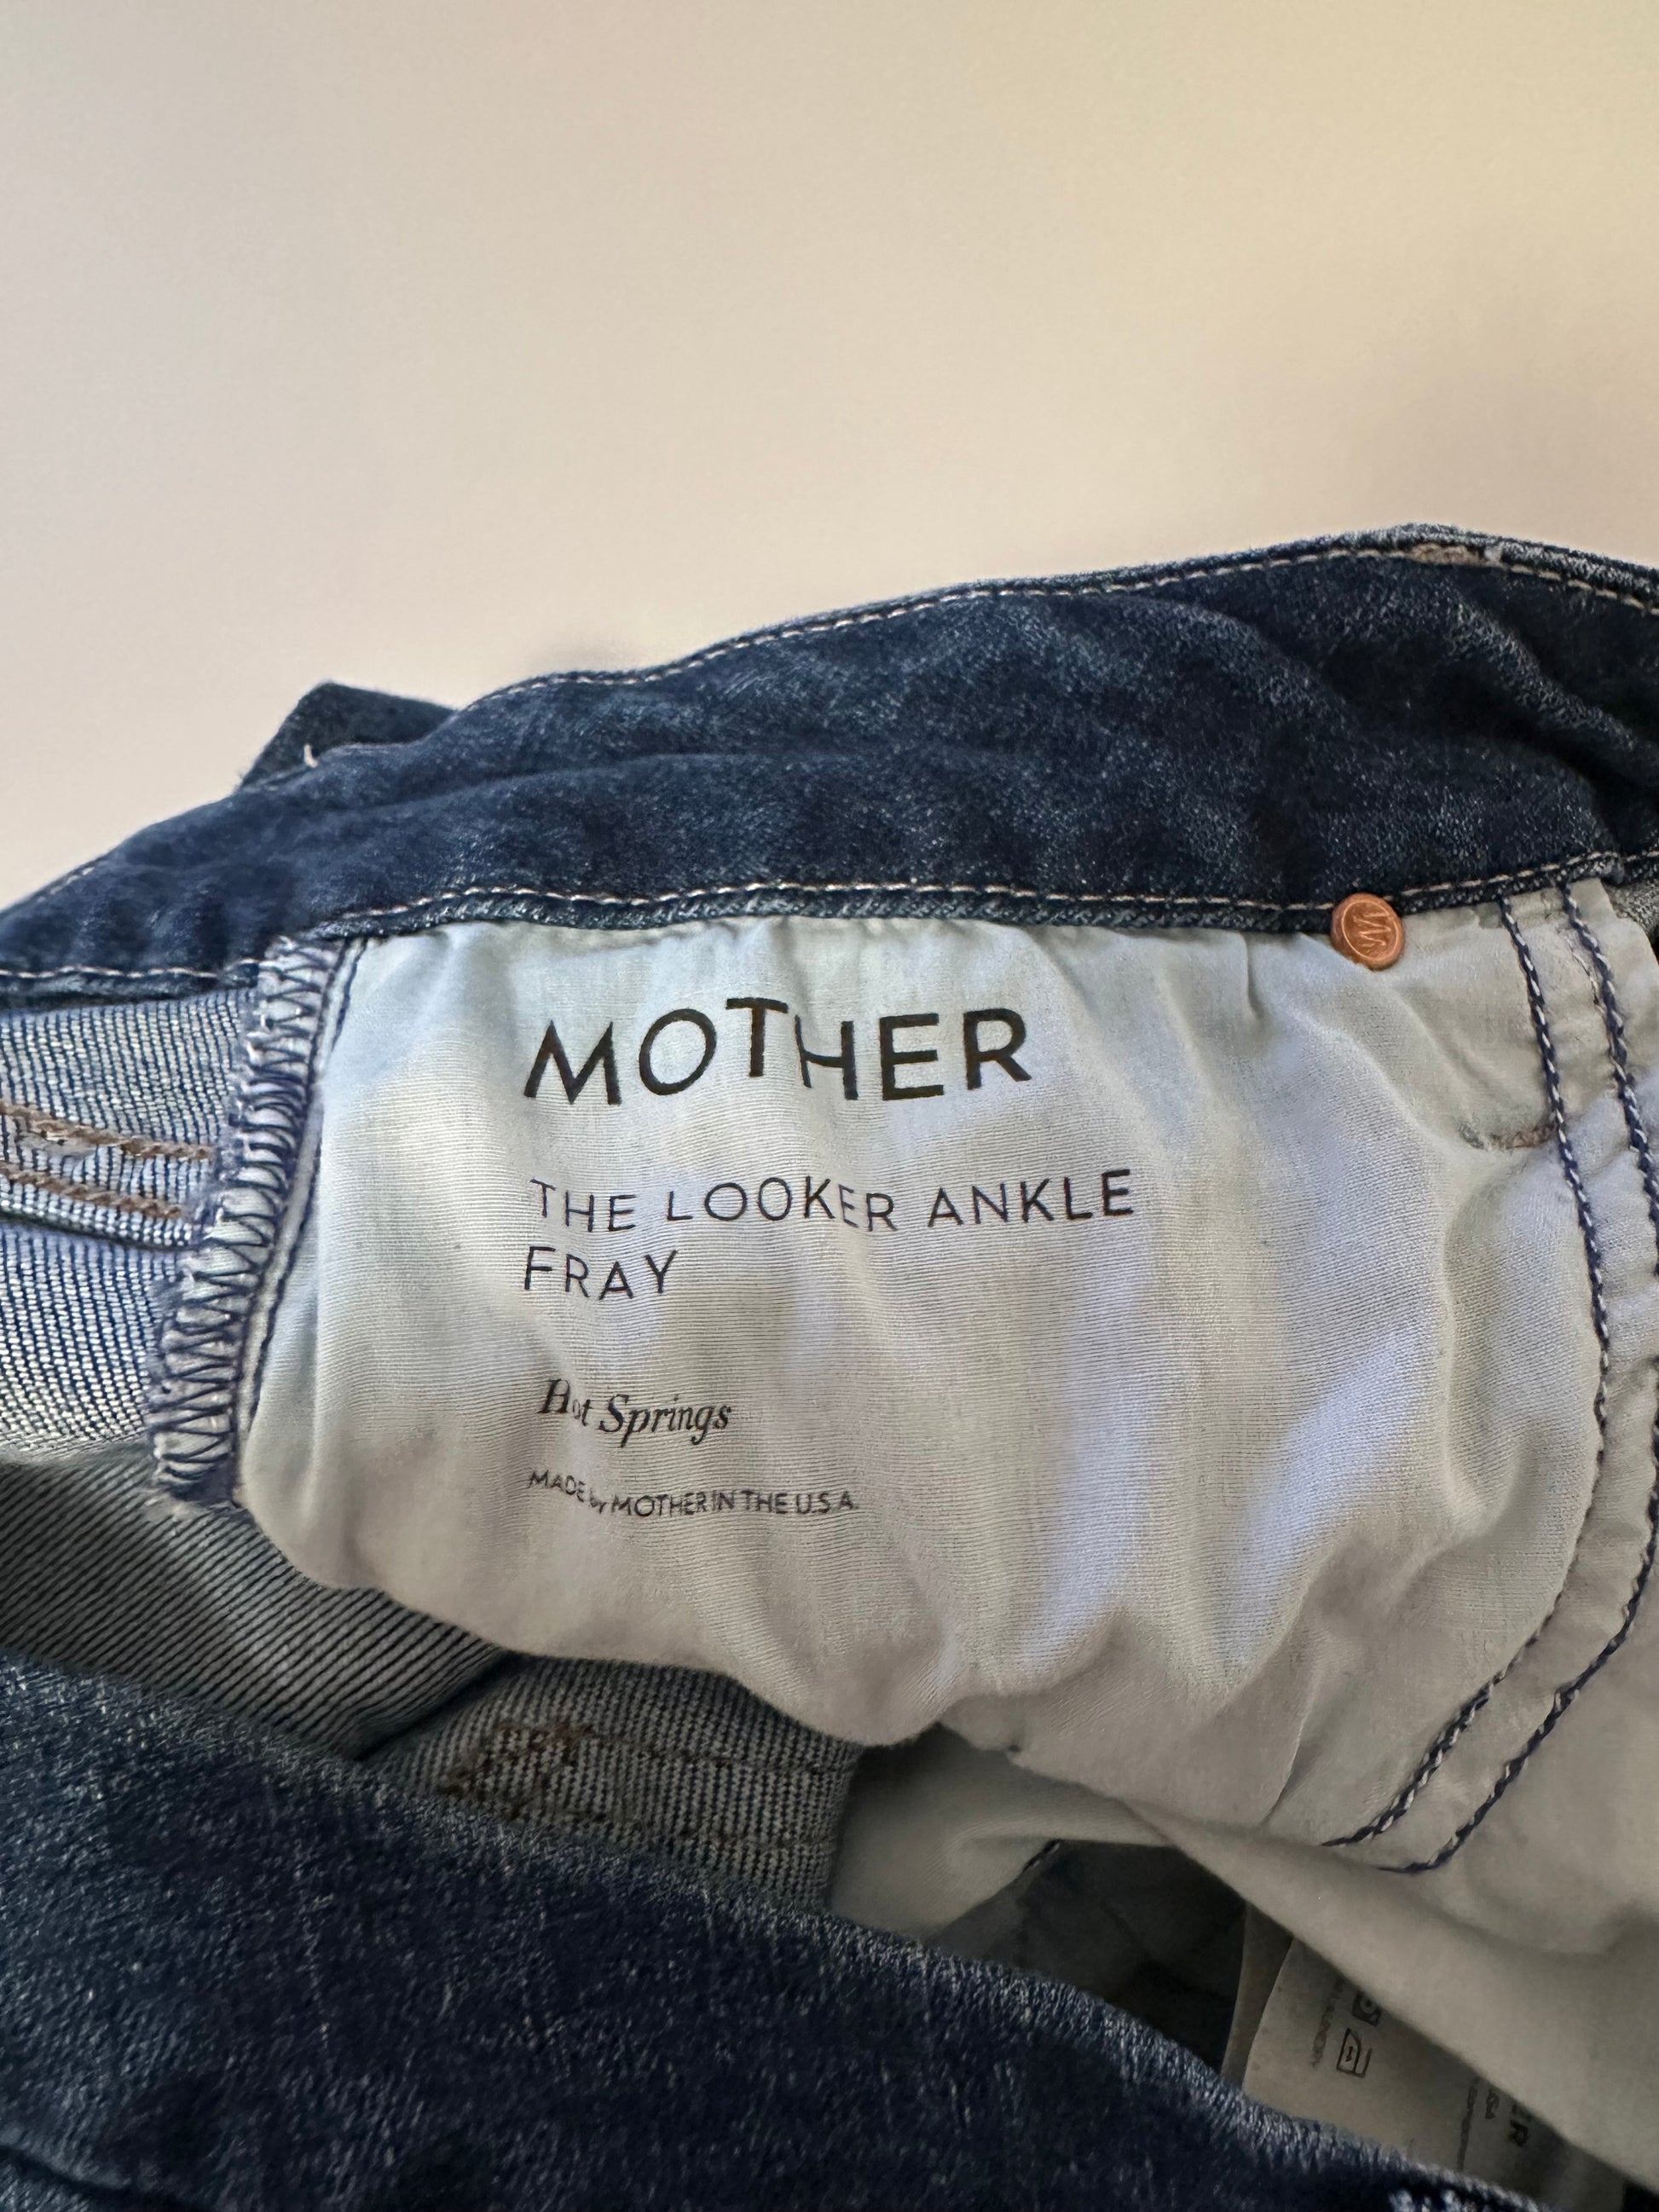 MOTHER
THE LOOKER ANKLE
FRAY
Hot Springs
MADE by MOTHER IN THE U.S.A.